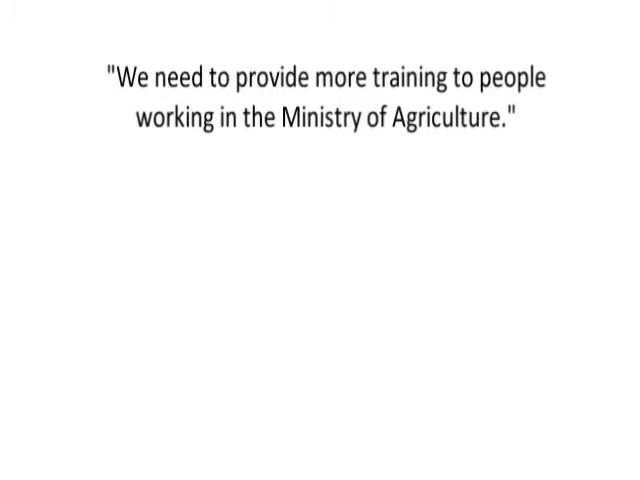 "We need to provide more training to people
working in the Ministry of Agriculture."